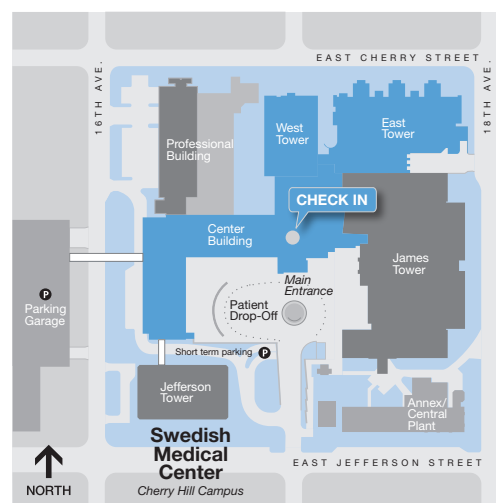 EAST CHERRY STREET
16TH AVE.
18TH AVE.
West
Tower
East
Tower
Professional
Building
CHECK IN
Center
Building
James
Tower
Main
Entrance
P
Parking
Garage
Patient
Drop-Off
Short term parking P
Jefferson
Tower
Annex/
Central
Plant
Swedish
Medical
Center
Cherry Hill Campus
EAST JEFFERSON STREET
NORTH